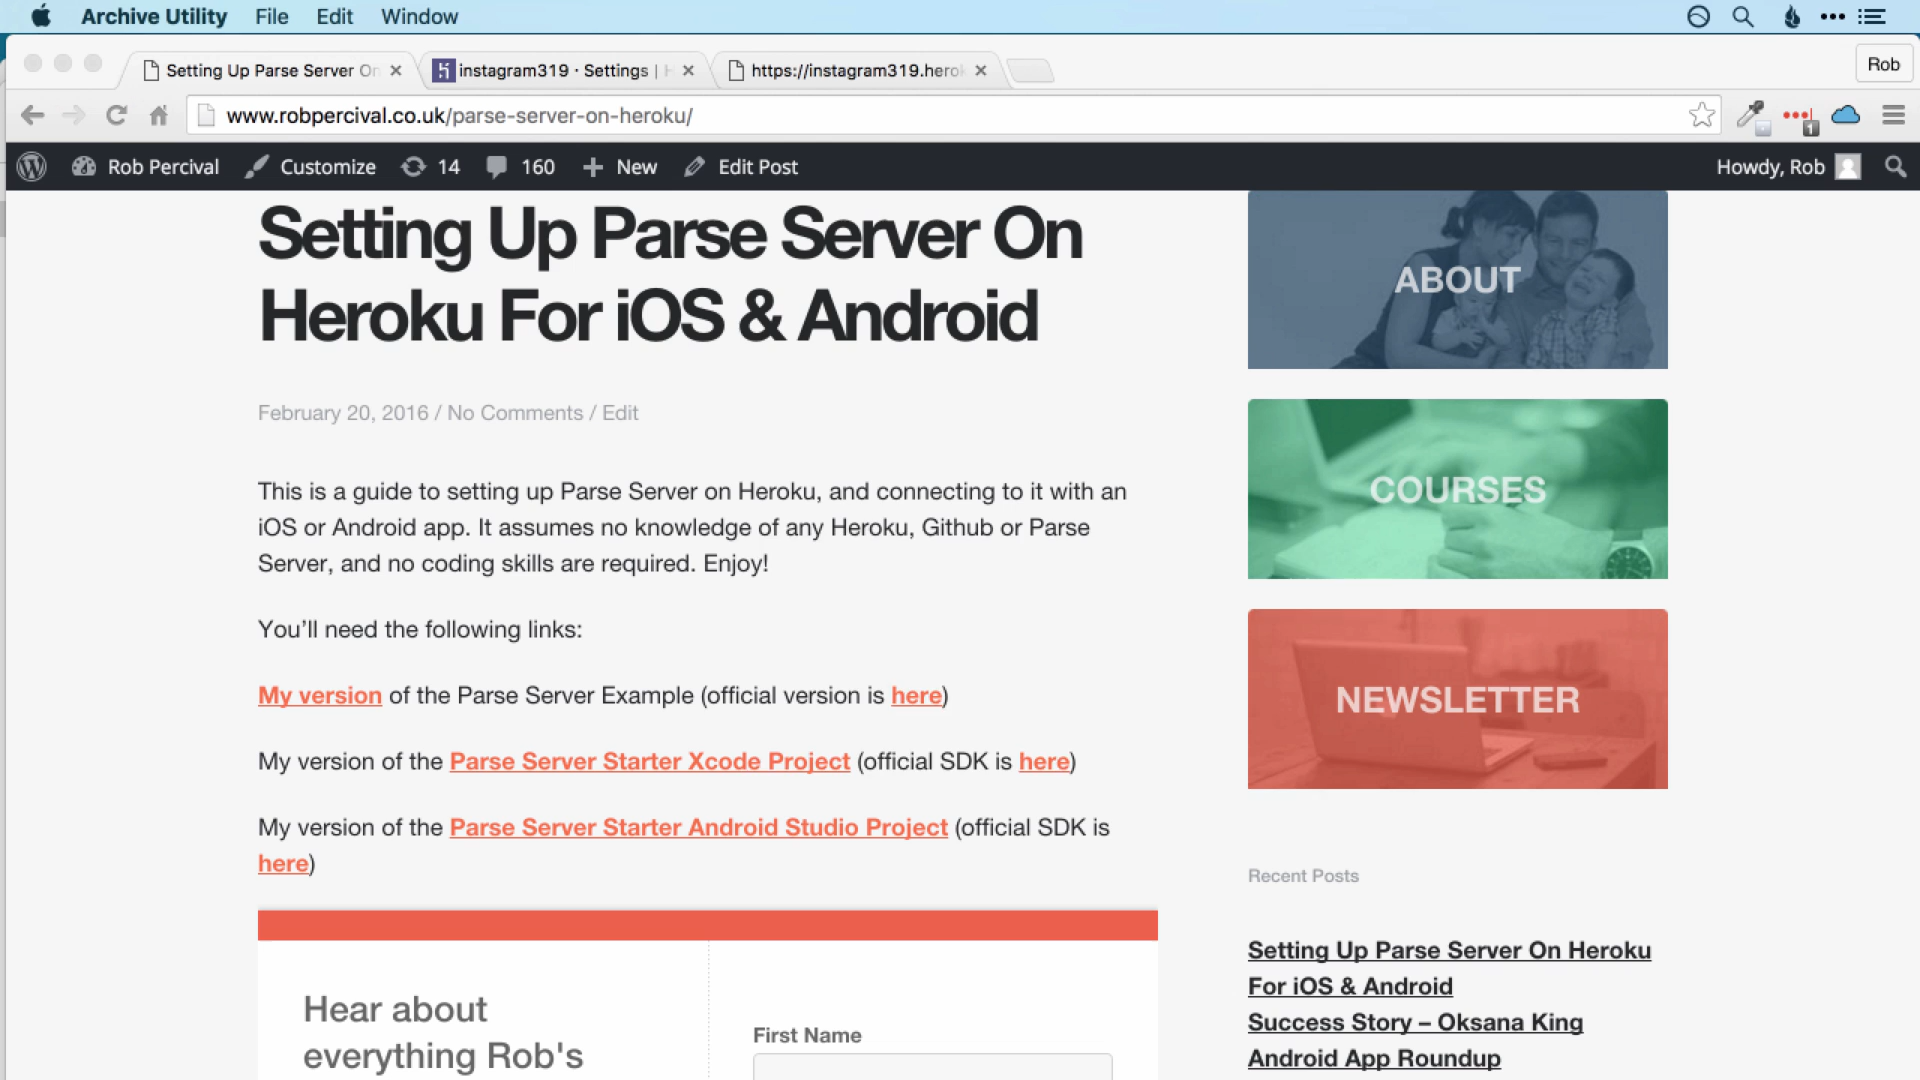 Archive Utility File Edit Window
Setting Up Parse Server On
instagram319 · Settings | H
https://instagram319.herok
Rob
www.robpercival.co.uk/parse-server-on-heroku/
1
Rob Percival Customize 14 160 New Edit Post Howdy, Rob
Setting Up Parse Server On
Heroku For iOS & Android
February 20, 2016 / No Comments / Edit
This is a guide to setting up Parse Server on Heroku, and connecting to it with an
iOS or Android app. It assumes no knowledge of any Heroku, Github or Parse
Server, and no coding skills are required. Enjoy!
You’ll need the following links:
My version of the Parse Server Example (official version is here)
My version of the Parse Server Starter Xcode Project (official SDK is here)
My version of the Parse Server Starter Android Studio Project (official SDK is
here)
Hear about
everything Rob's
First Name
ABOUT
COURSES
NEWSLETTER
Recent Posts
Setting Up Parse Server On Heroku
For iOS & Android
Success Story – Oksana King
Android App Roundup